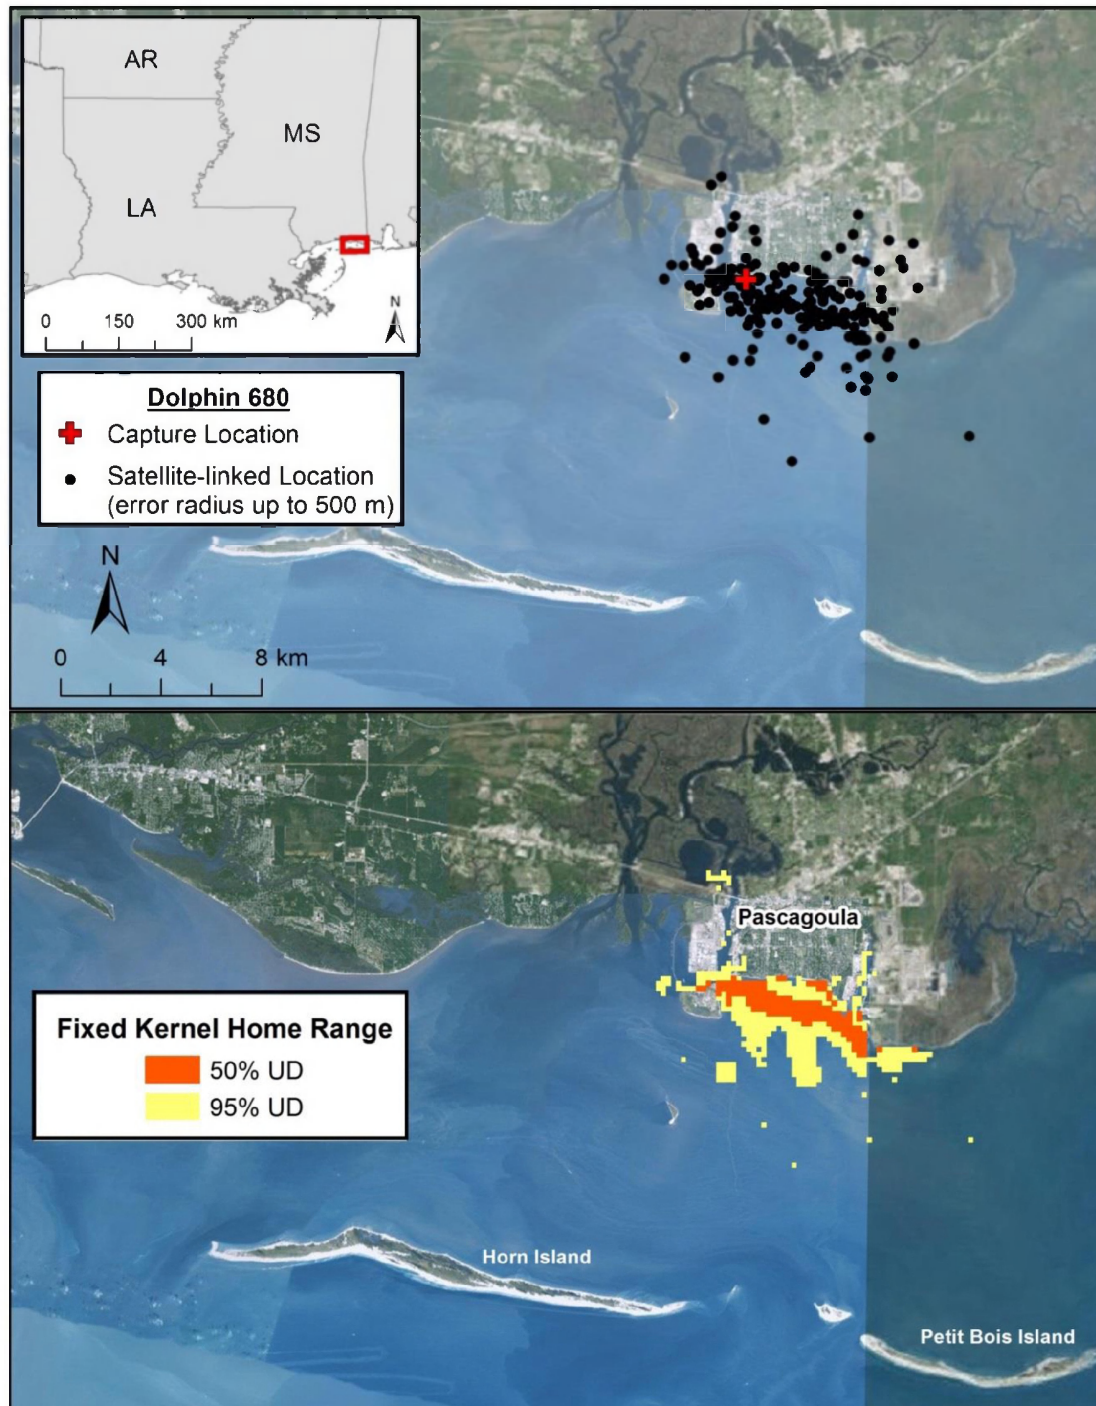 AR
MS
LA
N
0 150 300 km
Dolphin 680
Capture Location
Satellite-linked Location
(error radius up to 500 m)
N
0 4 8 km
Pascagoula
Fixed Kernel Home Range
50% UD
95% UD
Horn Island
Petit Bois Island